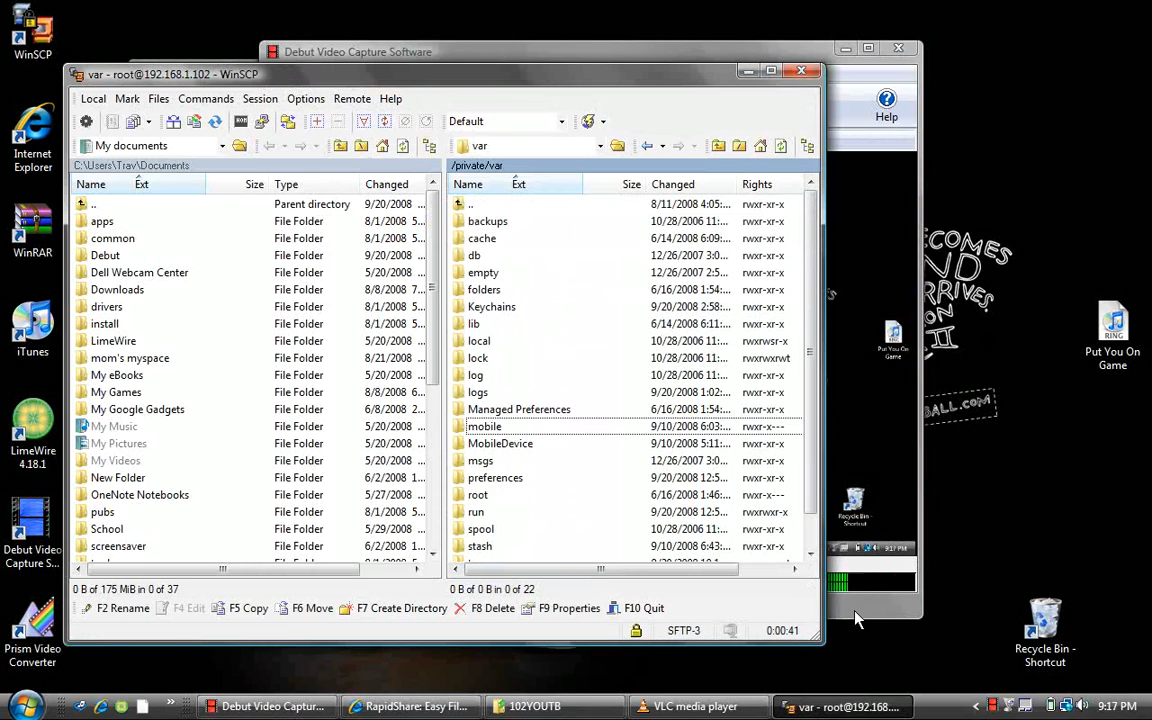 WinSCP
Internet
Explorer
WinRAR
iTunes
LimeWire
4.18.1
Debut Video
Capture S...
Prism Video
Converter
Debut Video Capture Software
Help
var - root@192.168.1.102 - WinSCP
Local Mark Files Commands Session Options Remote Help
Default
My documents
var
C:\Users\Trav\Documents
/private/var
Name Ext Size Type Changed
Name Ext Size Changed Rights
.. Parent directory 9/20/2008
apps File Folder 8/1/2008 5...
common File Folder 8/1/2008 5...
Debut File Folder 9/20/2008
Dell Webcam Center File Folder 5/20/2008
Downloads File Folder 8/8/2008 7...
drivers File Folder 8/1/2008 5...
install File Folder 8/1/2008 5...
LimeWire File Folder 5/20/2008
mom's myspace File Folder 8/21/2008
My eBooks File Folder 5/20/2008
My Games File Folder 8/8/2008 6...
My Google Gadgets File Folder 6/8/2008 2...
My Music File Folder 5/20/2008
My Pictures File Folder 5/20/2008
My Videos File Folder 5/20/2008
New Folder File Folder 6/2/2008 1...
OneNote Notebooks File Folder 5/27/2008
pubs File Folder 5/20/2008
School File Folder 5/29/2008
screensaver File Folder 6/2/2008 1...
.. 8/11/2008 4:05:... rwxr-xr-x
backups 10/28/2006 11:... rwxr-xr-x
cache 6/14/2008 6:09:... rwxr-xr-x
db 12/26/2007 3:0... rwxr-xr-x
empty 12/26/2007 2:5... rwxr-xr-x
folders 6/16/2008 1:54:... rwxr-xr-x
Keychains 9/20/2008 2:58:... rwxr-xr-x
lib 6/14/2008 6:11:... rwxr-xr-x
local 10/28/2006 11:... rwxrwsr-x
lock 10/28/2006 11:... rwxrwxrwt
log 10/28/2006 11:... rwxr-xr-x
logs 9/20/2008 1:02:... rwxr-xr-x
Managed Preferences 6/16/2008 1:54:... rwxr-xr-x
mobile 9/10/2008 6:03:... rwxr-x---
MobileDevice 9/10/2008 5:11:... rwxr-xr-x
msgs 12/26/2007 3:0... rwxr-xr-x
preferences 9/20/2008 12:5... rwxr-xr-x
root 6/16/2008 1:46:... rwxr-x---
run 9/20/2008 12:5... rwxrwxr-x
spool 10/28/2006 11:... rwxr-xr-x
stash 9/10/2008 6:43:... rwxr-xr-x
0 B of 175 MiB in 0 of 37
0 B of 0 B in 0 of 22
F2 Rename F4 Edit F5 Copy F6 Move F7 Create Directory F8 Delete F9 Properties F10 Quit
SFTP-3 0:00:41
Put You On
Game
Recycle Bin -
Shortcut
9:17 PM
RING
Put You On
Game
Recycle Bin -
Shortcut
Debut Video Captur...
RapidShare: Easy Fil...
102YOUTB
VLC media player
var - root@192.168....
9:17 PM